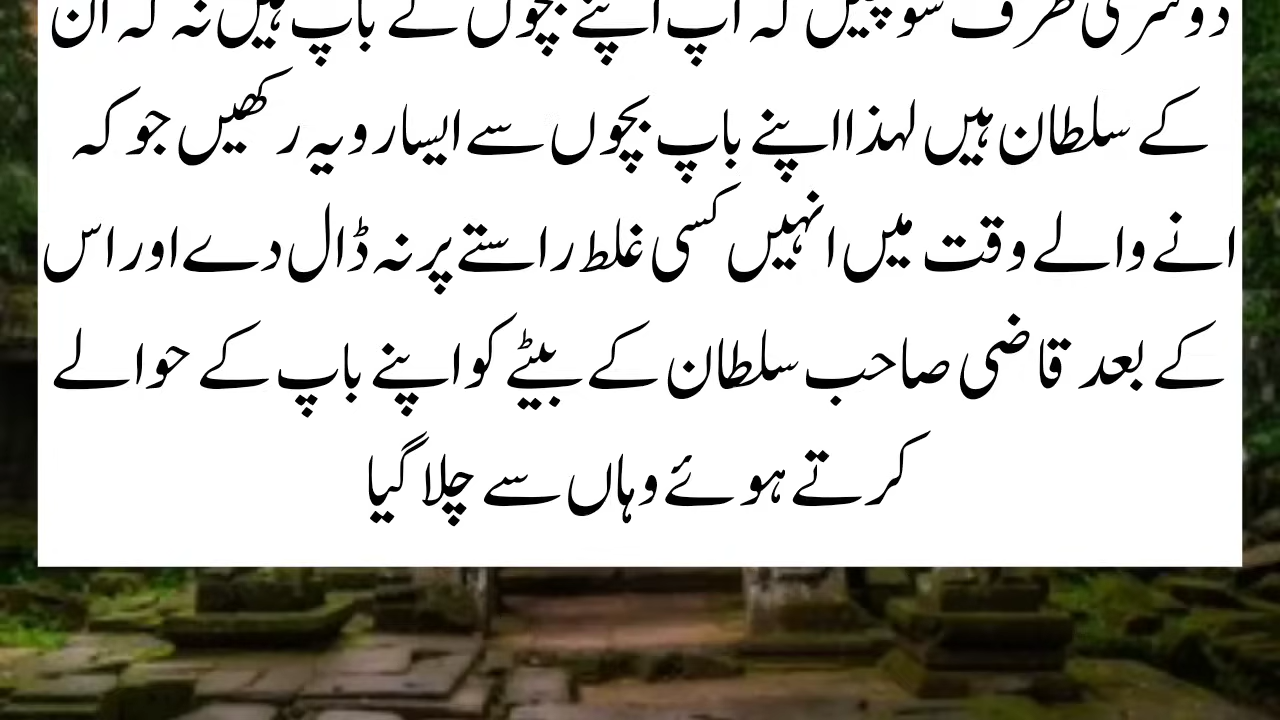 دوسری طرف سوچیں کہ اپ اپنے بچوں کے باپ ہیں نہ کہ ان
کے سلطان ہیں لہذا اپنے باپ بچوں سے ایسا رویہ رکھیں جو کہ
انے والے وقت میں انہیں کسی غلط راستے پر نہ ڈال دے اور اس
کے بعد قاضی صاحب سلطان کے بیٹے کو اپنے باپ کے حوالے
کرتے ہوئے وہاں سے چلا گیا